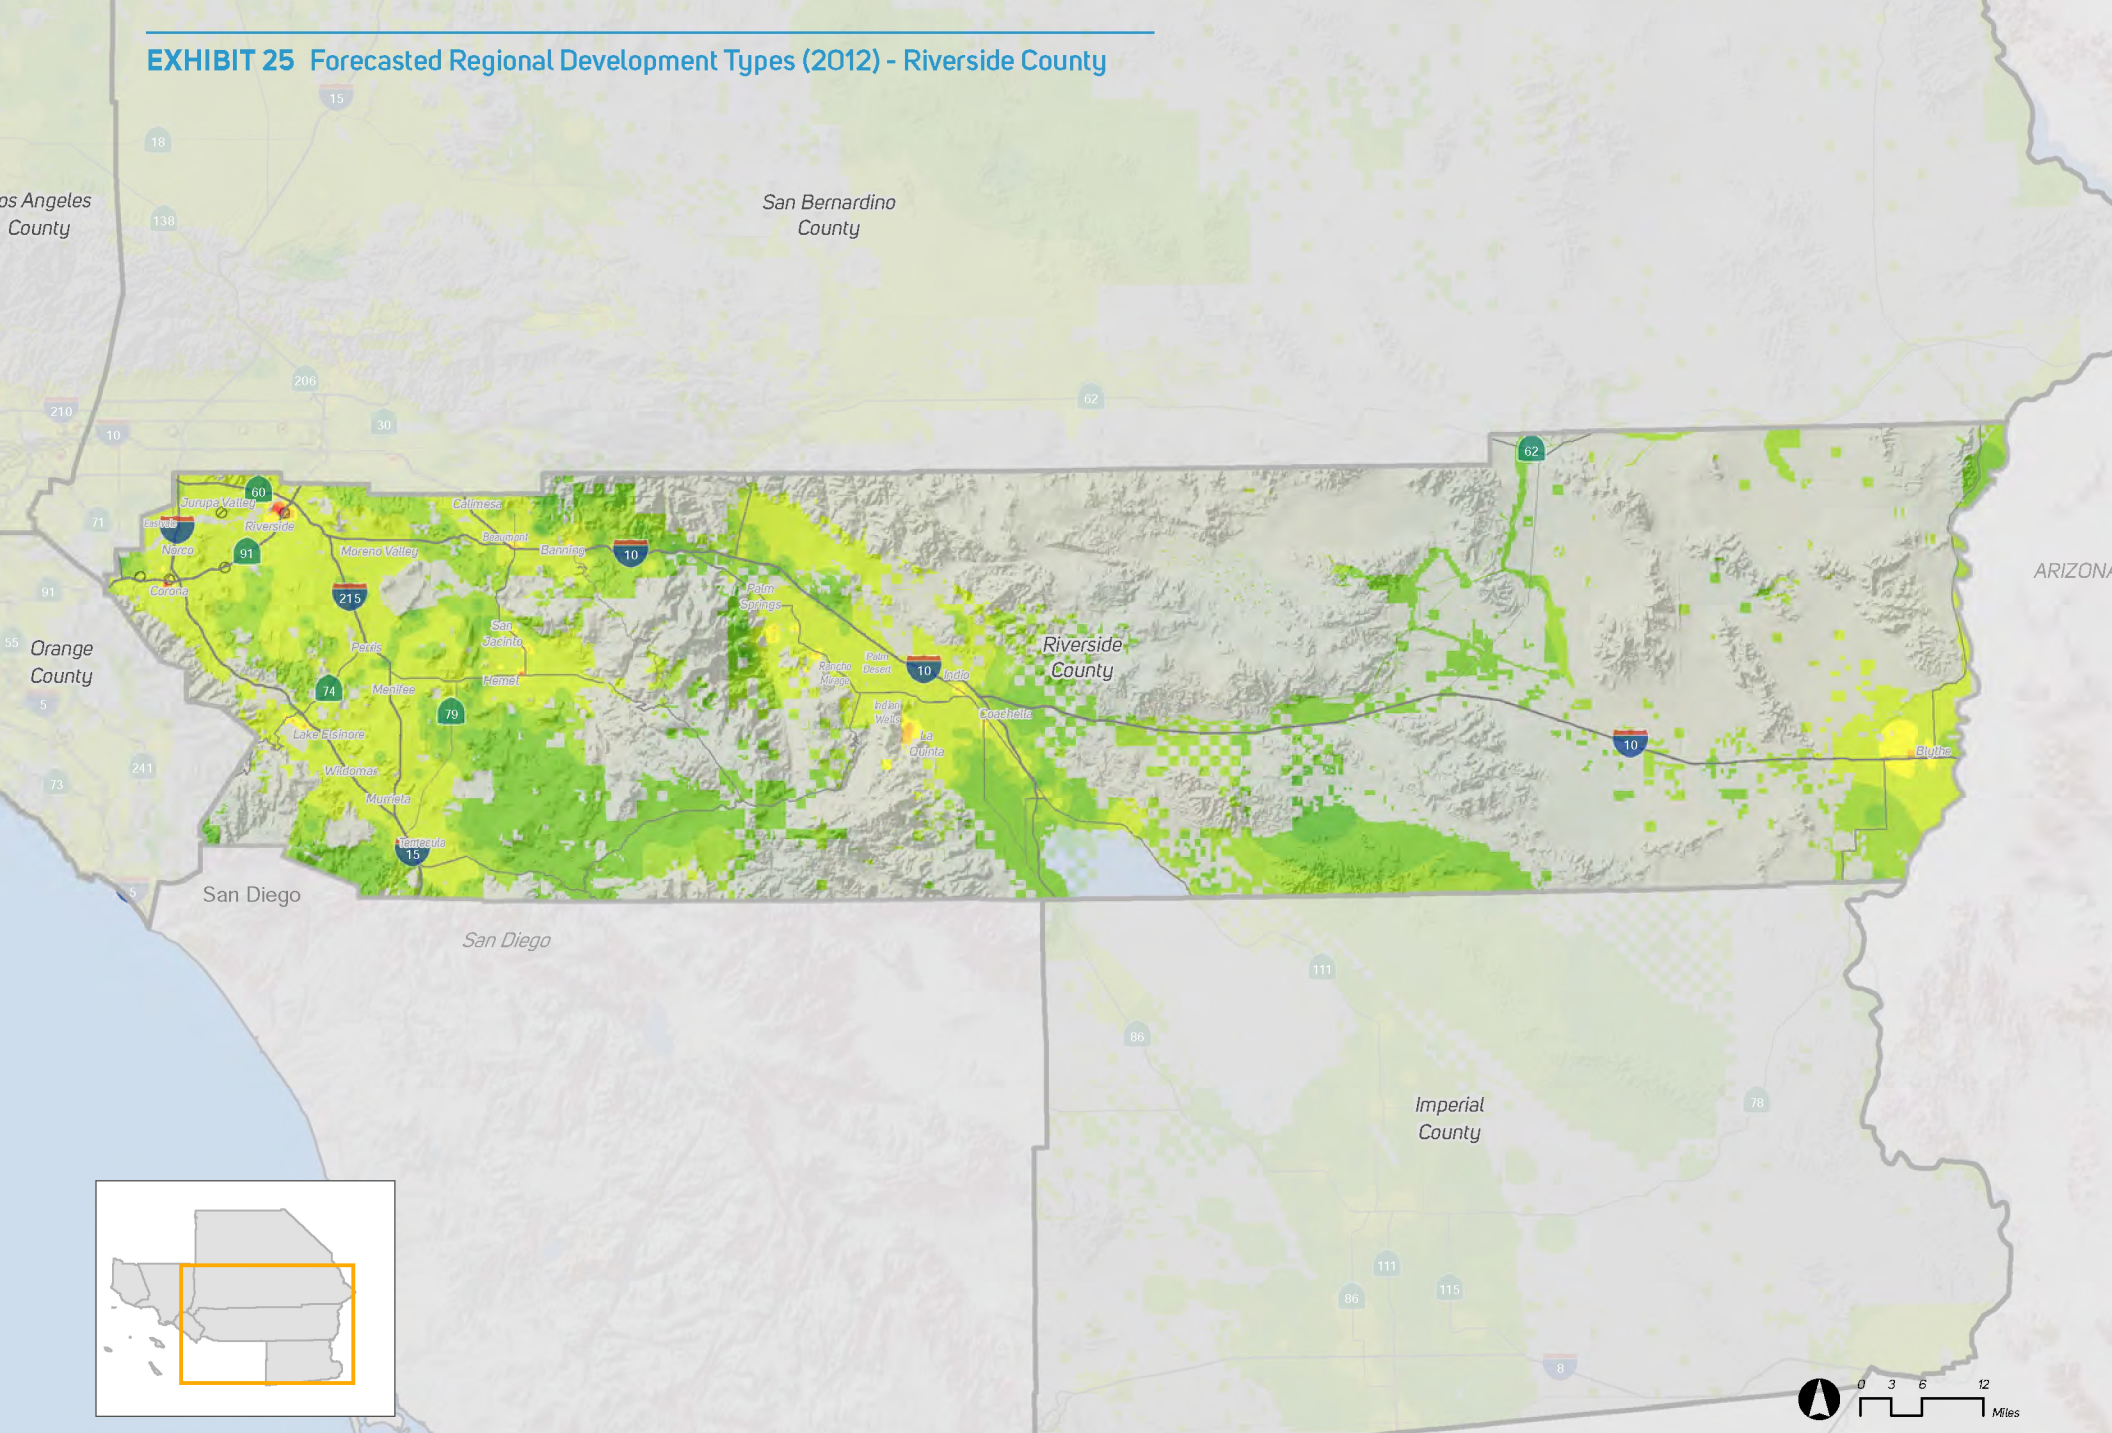 EXHIBIT 25 Forecasted Regional Development Types (2012) - Riverside County
15
18
os Angeles
County
138
San Bernardino
County
206
210
10
30
62
62
60
Jurupa Valley
Calimesa
71
Eastvale
Riverside
Norco
91
Moreno Valley
Beaumont
Banning
10
91
Corona
215
Palm
Springs
ARIZONA
55
Orange
County
San
Jacinto
Perris
Riverside
County
Rancho
Mirage
Palm
Desert
10
Indio
74
Menifee
Hemet
5
79
Indian
Wells
Coachella
Lake Elsinore
La
Quinta
10
Blythe
241
73
Wildomar
Murrieta
Temecula
15
5
San Diego
San Diego
111
86
Imperial
County
78
111
86
115
8
0 3 6 12
Miles